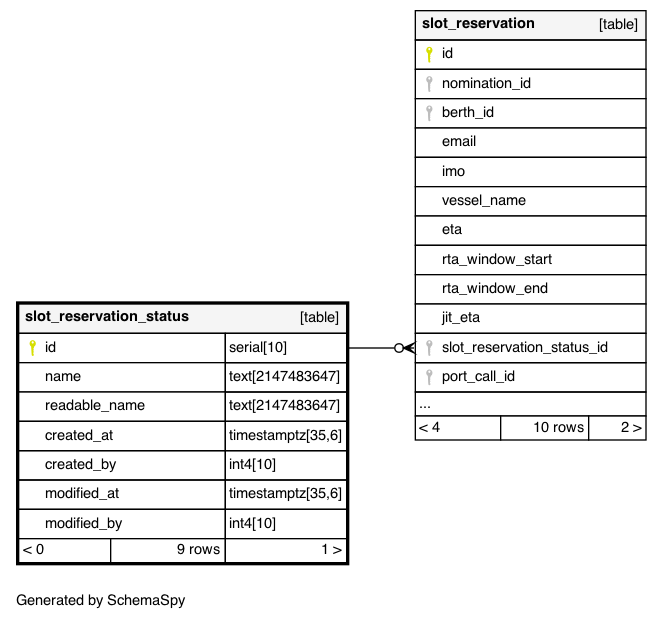 slot_reservation [table]
id
nomination_id
berth_id
email
imo
vessel_name
eta
rta_window_start
rta_window_end
jit_eta
slot_reservation_status_id
port_call_id
...
< 4 10 rows 2 >
slot_reservation_status [table]
id serial[10]
name text[2147483647]
readable_name text[2147483647]
created_at timestamptz[35,6]
created_by int4[10]
modified_at timestamptz[35,6]
modified_by int4[10]
< 0 9 rows 1 >
Generated by SchemaSpy